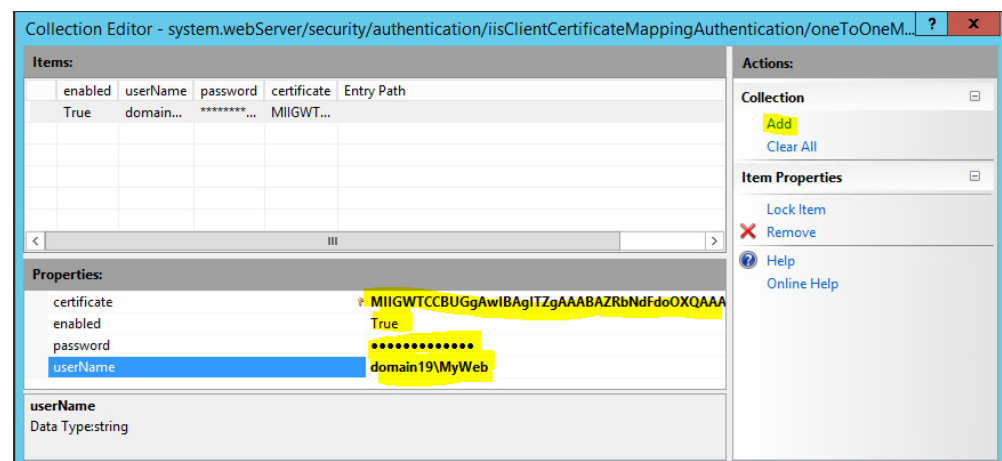 Collection Editor - system.webServer/security/authentication/iisClientCertificateMappingAuthentication/oneToOneM... ? x
Items:
enabled userName password certificate Entry Path
True domain... ********... MIIGWT...
Properties:
certificate MIIGWTCCBUGgAwIBAgITZgAAABAZRbNdFdoOXQAAA
enabled True
password •••••••••••••
userName domain19\MyWeb
userName
Data Type:string
Actions:
Collection
Add
Clear All
Item Properties
Lock Item
Remove
Help
Online Help